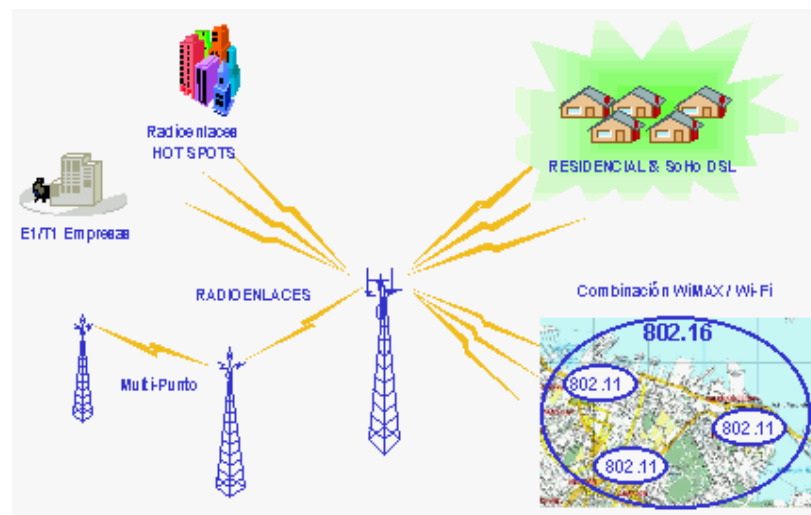 Radioenlaces
HOT SPOTS
RESIDENCIAL & SoHo DSL
E1/T1 Empresas
RADIOENLACES
Combinación WiMAX / Wi-Fi
802.16
802.11
802.11
802.11
Multi-Punto